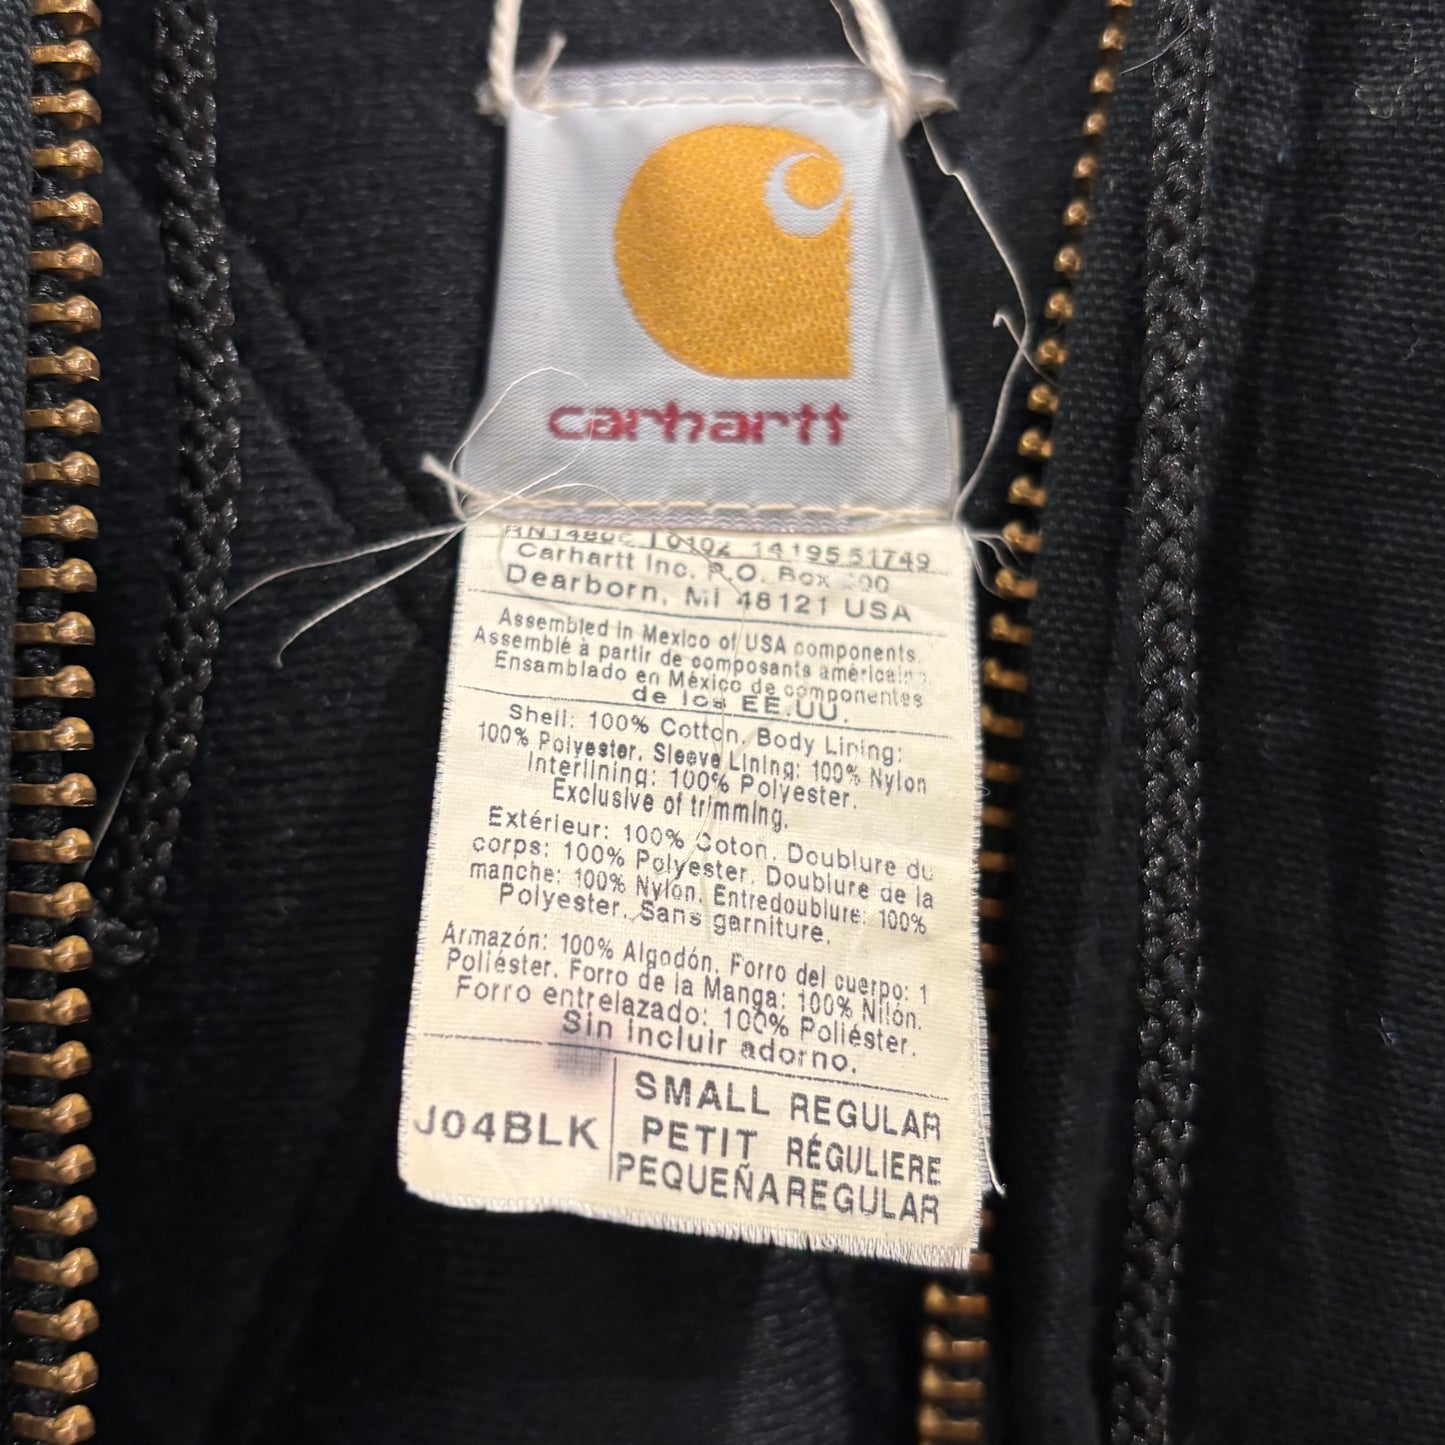 carhartt
RN14806 0102 1419551749
Carhartt Inc. P.O. Box
Dearborn, MI 48121 USA
Assembled in Mexico of USA components.
Assemblé à partir de composants américains.
Ensamblado en México de componentes
de los EE.UU.
Shell: 100% Cotton, Body Lining:
100% Polyester. Sleeve Lining: 100% Nylon
Interlining: 100% Polyester.
Exclusive of trimming.
Extérieur: 100% Coton. Doublure du
corps: 100% Polyester. Doublure de la
manche: 100% Nylon. Entredoublure: 100%
Polyester. Sans garniture.
Armazón: 100% Algodón. Forro del cuerpo: 1
Poliéster. Forro de la Manga: 100% Nilón.
Forro entrelazado: 100% Poliéster.
Sin incluir adorno.
J04BLK
SMALL REGULAR
PETIT RÉGULIERE
PEQUEÑA REGULAR